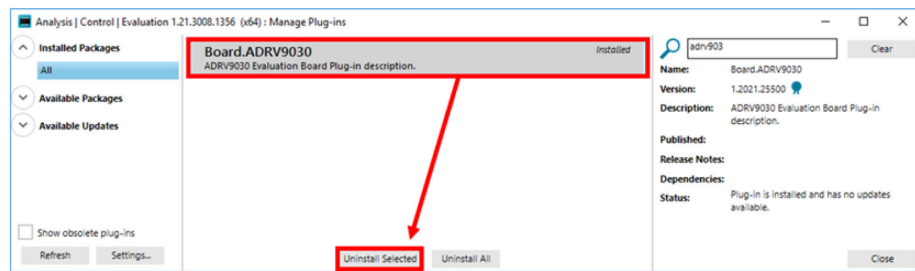 Analysis | Control | Evaluation 1.21.3008.1356 (x64) : Manage Plug-ins
Installed Packages
All
Available Packages
Available Updates
Show obsolete plug-ins
Refresh
Settings...
Board.ADRV9030
Installed
ADRV9030 Evaluation Board Plug-in description.
Uninstall Selected
Uninstall All
adrv903
Clear
Name: Board.ADRV9030
Version: 1.2021.25500
Description: ADRV9030 Evaluation Board Plug-in
description.
Published:
Release Notes:
Dependencies:
Status: Plug-in is installed and has no updates
available.
Close